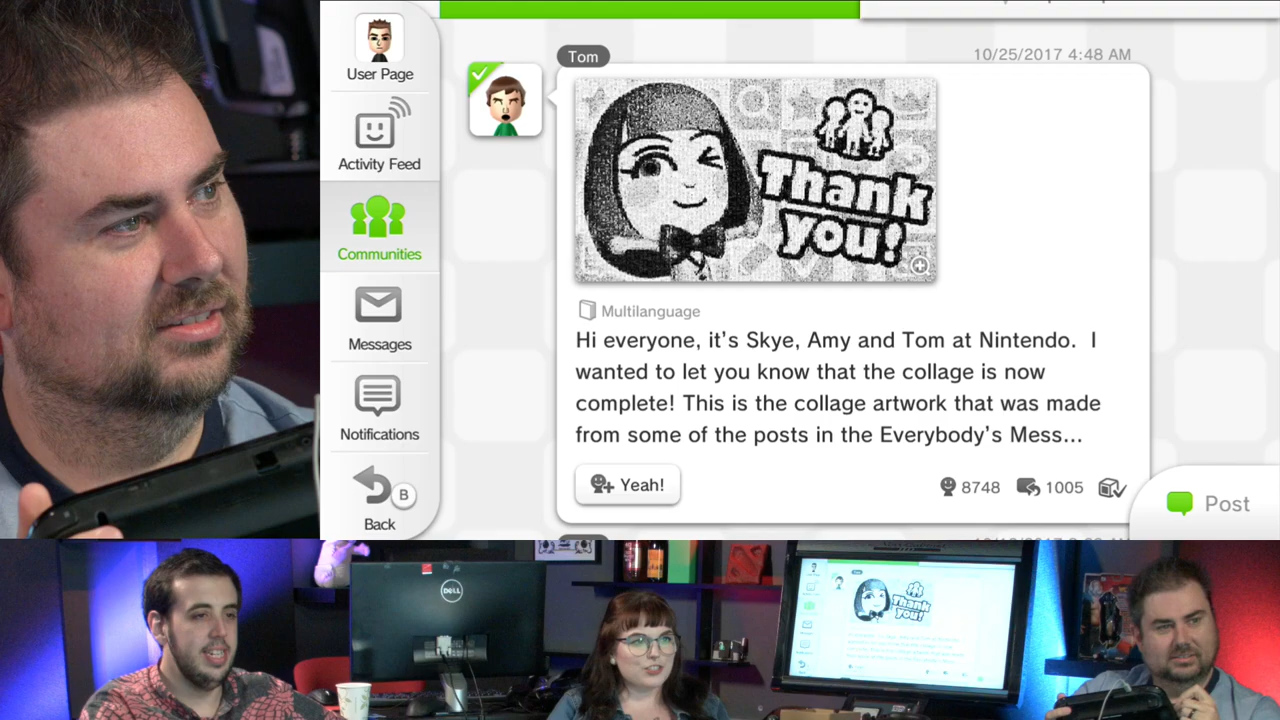 User Page
Activity Feed
Communities
Messages
Notifications
B
Back
Tom
10/25/2017 4:48 AM
Thank
you!
Multilanguage
Hi everyone, it's Skye, Amy and Tom at Nintendo. I
wanted to let you know that the collage is now
complete! This is the collage artwork that was made
from some of the posts in the Everybody's Mess...
Yeah!
8748
1005
Post
DELL
Thank
you!